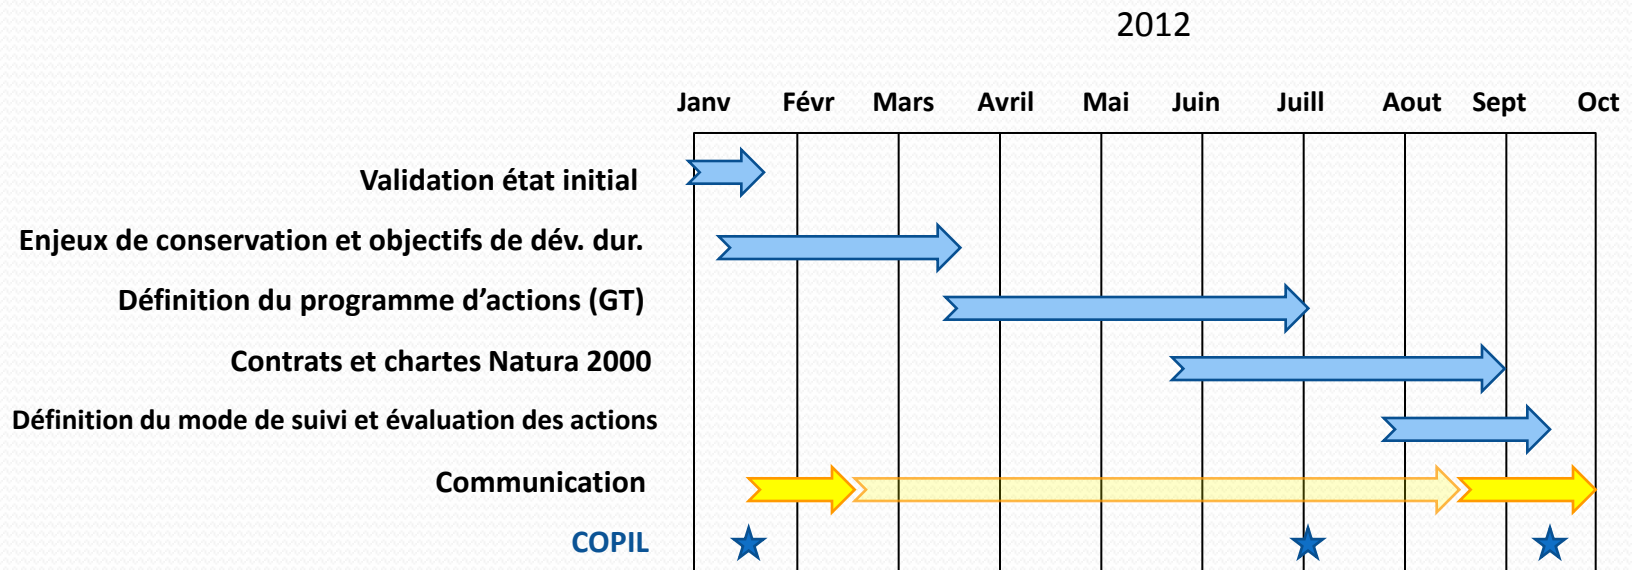 2012
Janv Févr Mars Avril Mai Juin Juill Aout Sept Oct
Validation état initial
Enjeux de conservation et objectifs de dév. dur.
Définition du programme d’actions (GT)
Contrats et chartes Natura 2000
Définition du mode de suivi et évaluation des actions
Communication
COPIL